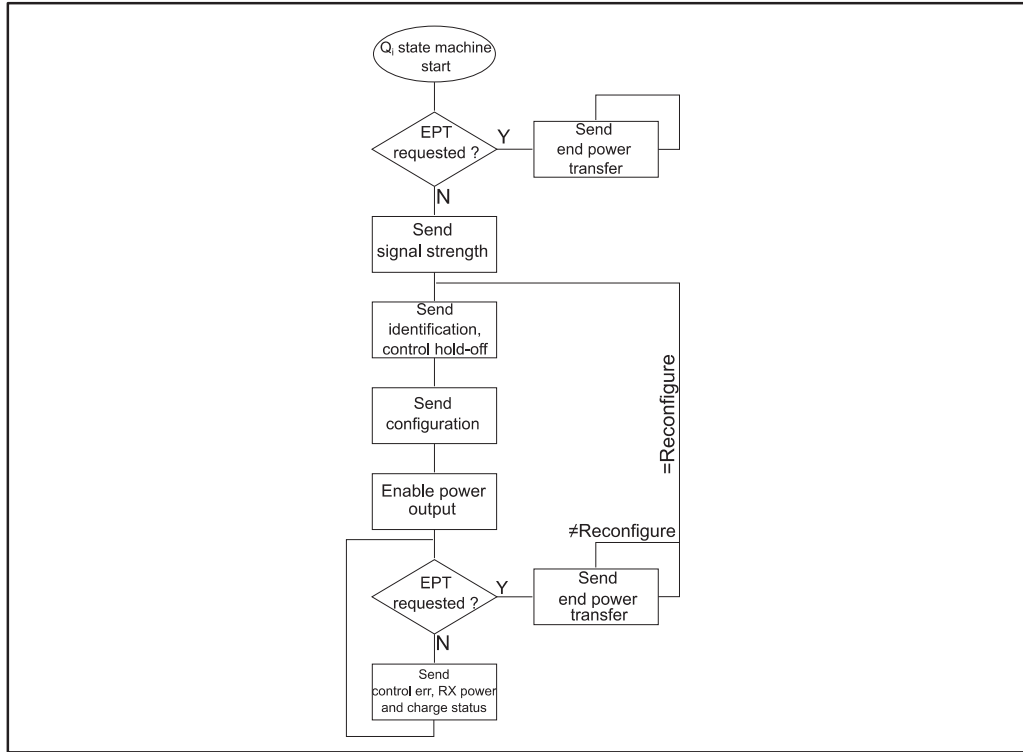 Qi state machine
start
EPT
requested ?
Y
Send
end power
transfer
N
Send
signal strength
Send
identification,
control hold-off
Send
configuration
=Reconfigure
Enable power
output
≠Reconfigure
EPT
requested ?
Y
Send
end power
transfer
N
Send
control err, RX power
and charge status